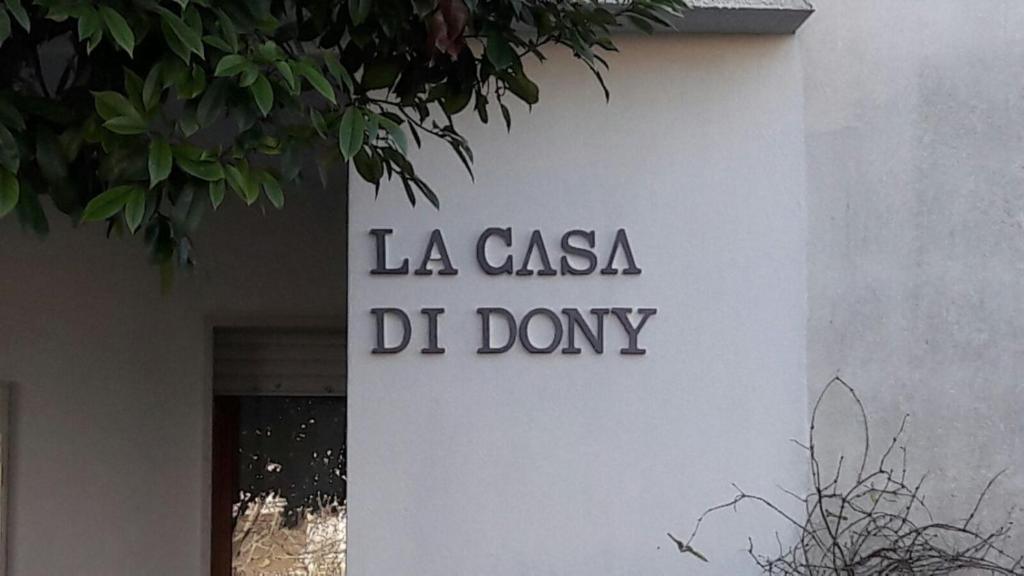 LA CASA
DI DONY